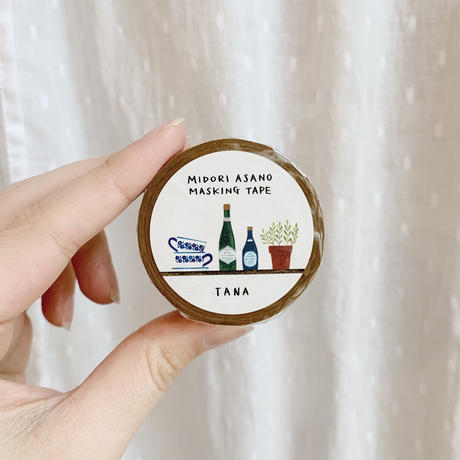 MIDORI ASANO
MASKING TAPE
TANA